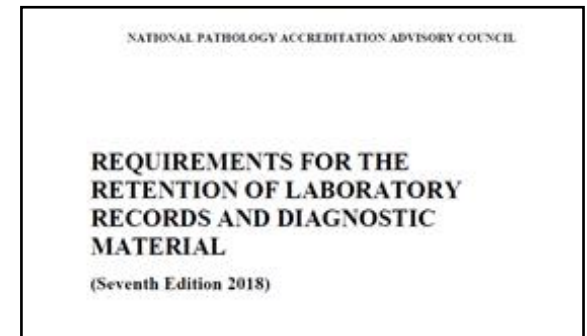 NATIONAL PATHOLOGY ACCREDITATION ADVISORY COUNCIL
REQUIREMENTS FOR THE
RETENTION OF LABORATORY
RECORDS AND DIAGNOSTIC
MATERIAL
(Seventh Edition 2018)